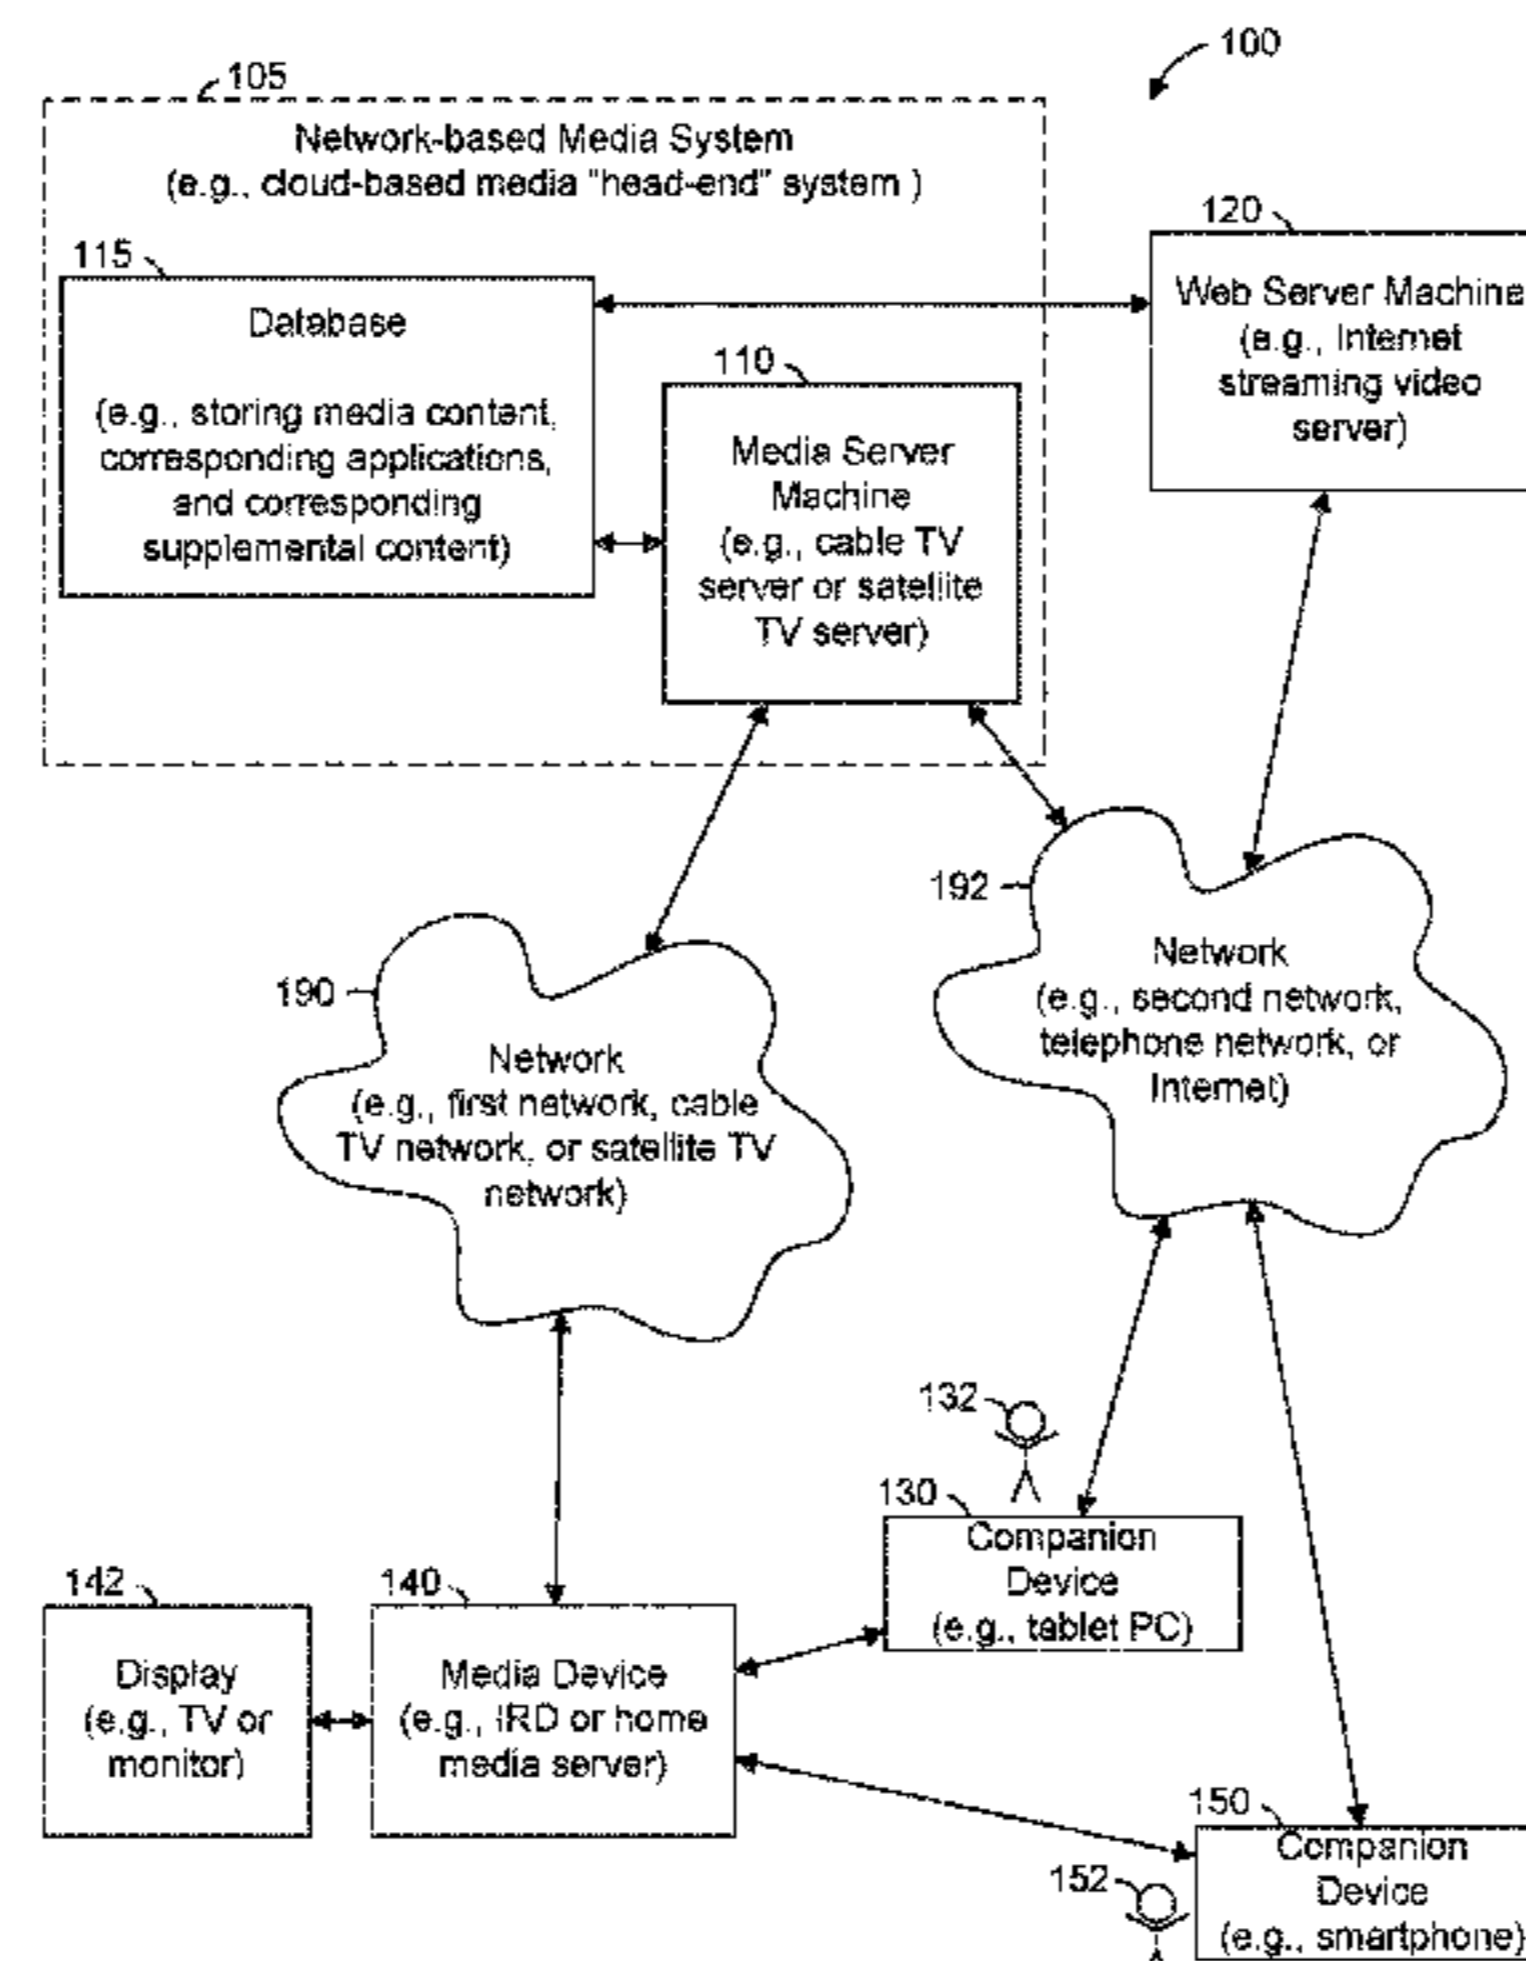 100
105
Network-based Media System
(e.g., cloud-based media "head-end" system )
120
115
Web Server Machine
(e.g., Internet
streaming video
server)
Database
(e.g., storing media content,
corresponding applications,
and corresponding
supplemental content)
110
Media Server
Machine
(e.g., cable TV
server or satellite
TV server)
192
Network
(e.g., second network,
telephone network, or
Internet)
190
Network
(e.g., first network, cable
TV network, or satellite TV
network)
132
130
Companion
Device
(e.g., tablet PC)
142
Display
(e.g., TV or
monitor)
140
Media Device
(e.g., IRD or home
media server)
150
Companion
Device
(e.g., smartphone)
152